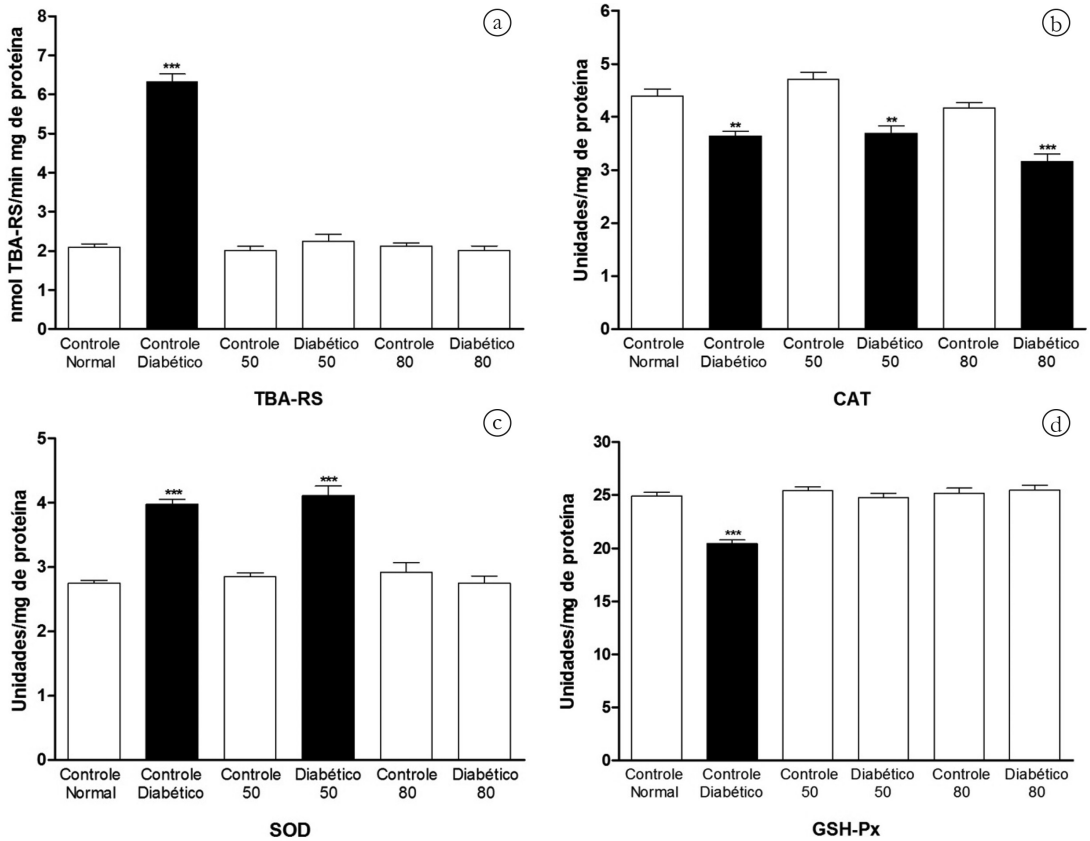 a
nmol TBA-RS/min mg de proteína
8
7
6
5
4
3
2
1
0
***
Controle Normal
Controle Diabético
Controle 50
Diabético 50
Controle 80
Diabético 80
TBA-RS
b
Unidades/mg de proteína
6
5
4
3
2
1
0
**
**
***
Controle Normal
Controle Diabético
Controle 50
Diabético 50
Controle 80
Diabético 80
CAT
c
Unidades/mg de proteína
5
4
3
2
1
0
***
***
Controle Normal
Controle Diabético
Controle 50
Diabético 50
Controle 80
Diabético 80
SOD
d
Unidades/mg de proteína
30
25
20
15
10
5
0
***
Controle Normal
Controle Diabético
Controle 50
Diabético 50
Controle 80
Diabético 80
GSH-Px